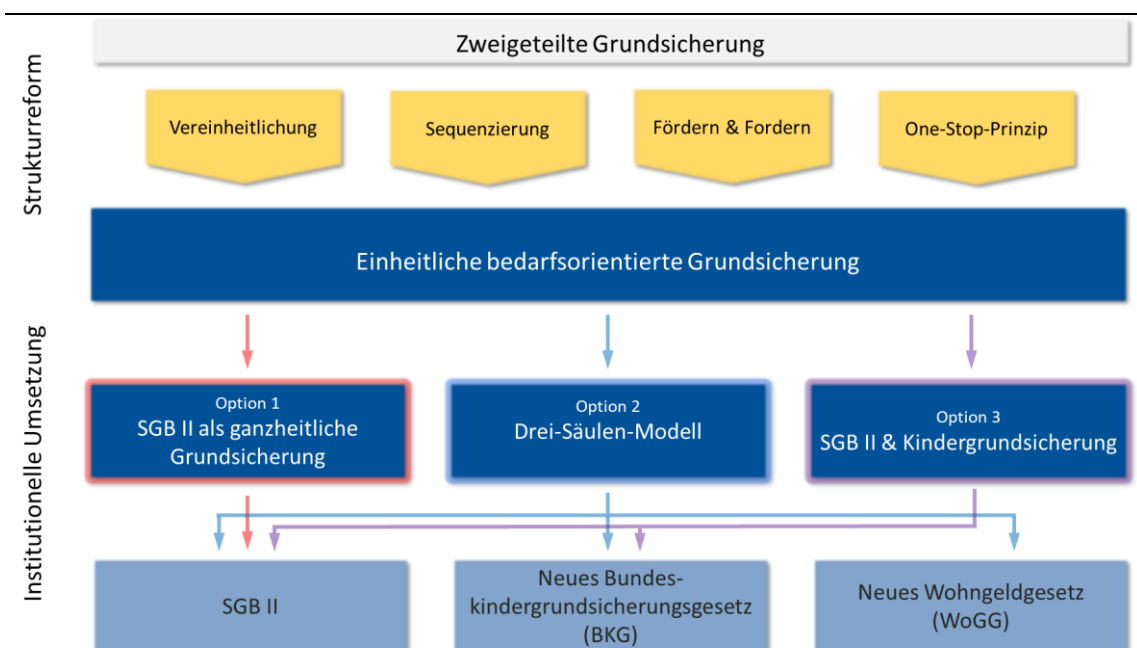 Strukturreform
Zweigeteilte Grundsicherung
Vereinheitlichung
Sequenzierung
Fördern & Fordern
One-Stop-Prinzip
Einheitliche bedarfsorientierte Grundsicherung
Institutionelle Umsetzung
Option 1
SGB II als ganzheitliche
Grundsicherung
Option 2
Drei-Säulen-Modell
Option 3
SGB II & Kindergrundsicherung
SGB II
Neues Bundes-
kindergrundsicherungsgesetz
(BKG)
Neues Wohngeldgesetz
(WoGG)